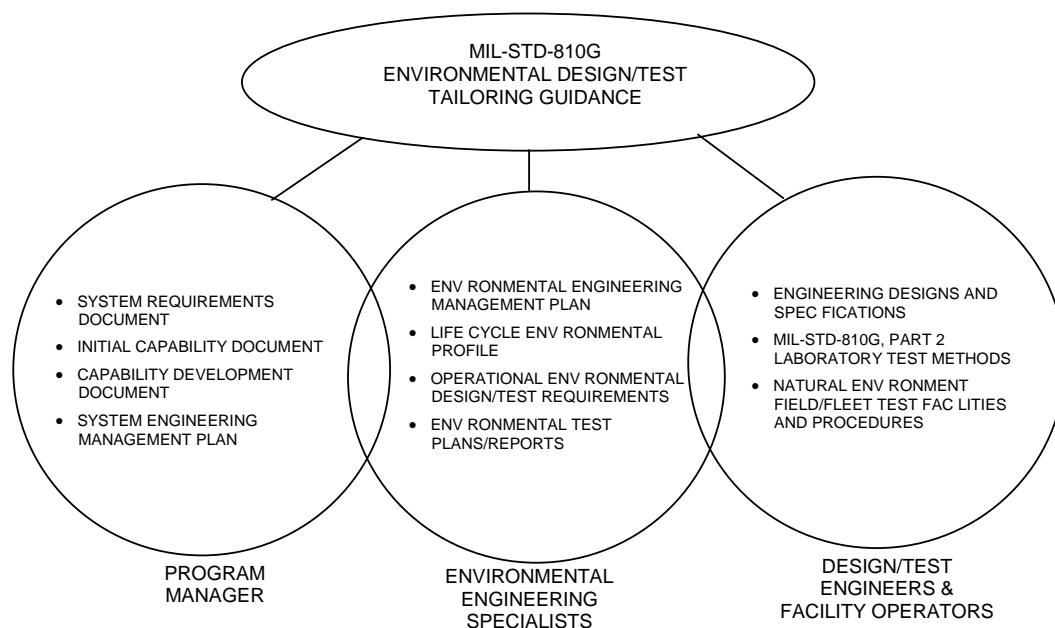 MIL-STD-810G
ENVIRONMENTAL DESIGN/TEST
TAILORING GUIDANCE
• SYSTEM REQUIREMENTS
DOCUMENT
• INITIAL CAPABILITY DOCUMENT
• CAPABILITY DEVELOPMENT
DOCUMENT
• SYSTEM ENGINEERING
MANAGEMENT PLAN
• ENV RONMENTAL ENGINEERING
MANAGEMENT PLAN
• LIFE CYCLE ENV RONMENTAL
PROFILE
• OPERATIONAL ENV RONMENTAL
DESIGN/TEST REQUIREMENTS
• ENV RONMENTAL TEST
PLANS/REPORTS
• ENGINEERING DESIGNS AND
SPEC FICATIONS
• MIL-STD-810G, PART 2
LABORATORY TEST METHODS
• NATURAL ENV RONMENT
FIELD/FLEET TEST FAC LITIES
AND PROCEDURES
PROGRAM
MANAGER
ENVIRONMENTAL
ENGINEERING
SPECIALISTS
DESIGN/TEST
ENGINEERS &
FACILITY OPERATORS